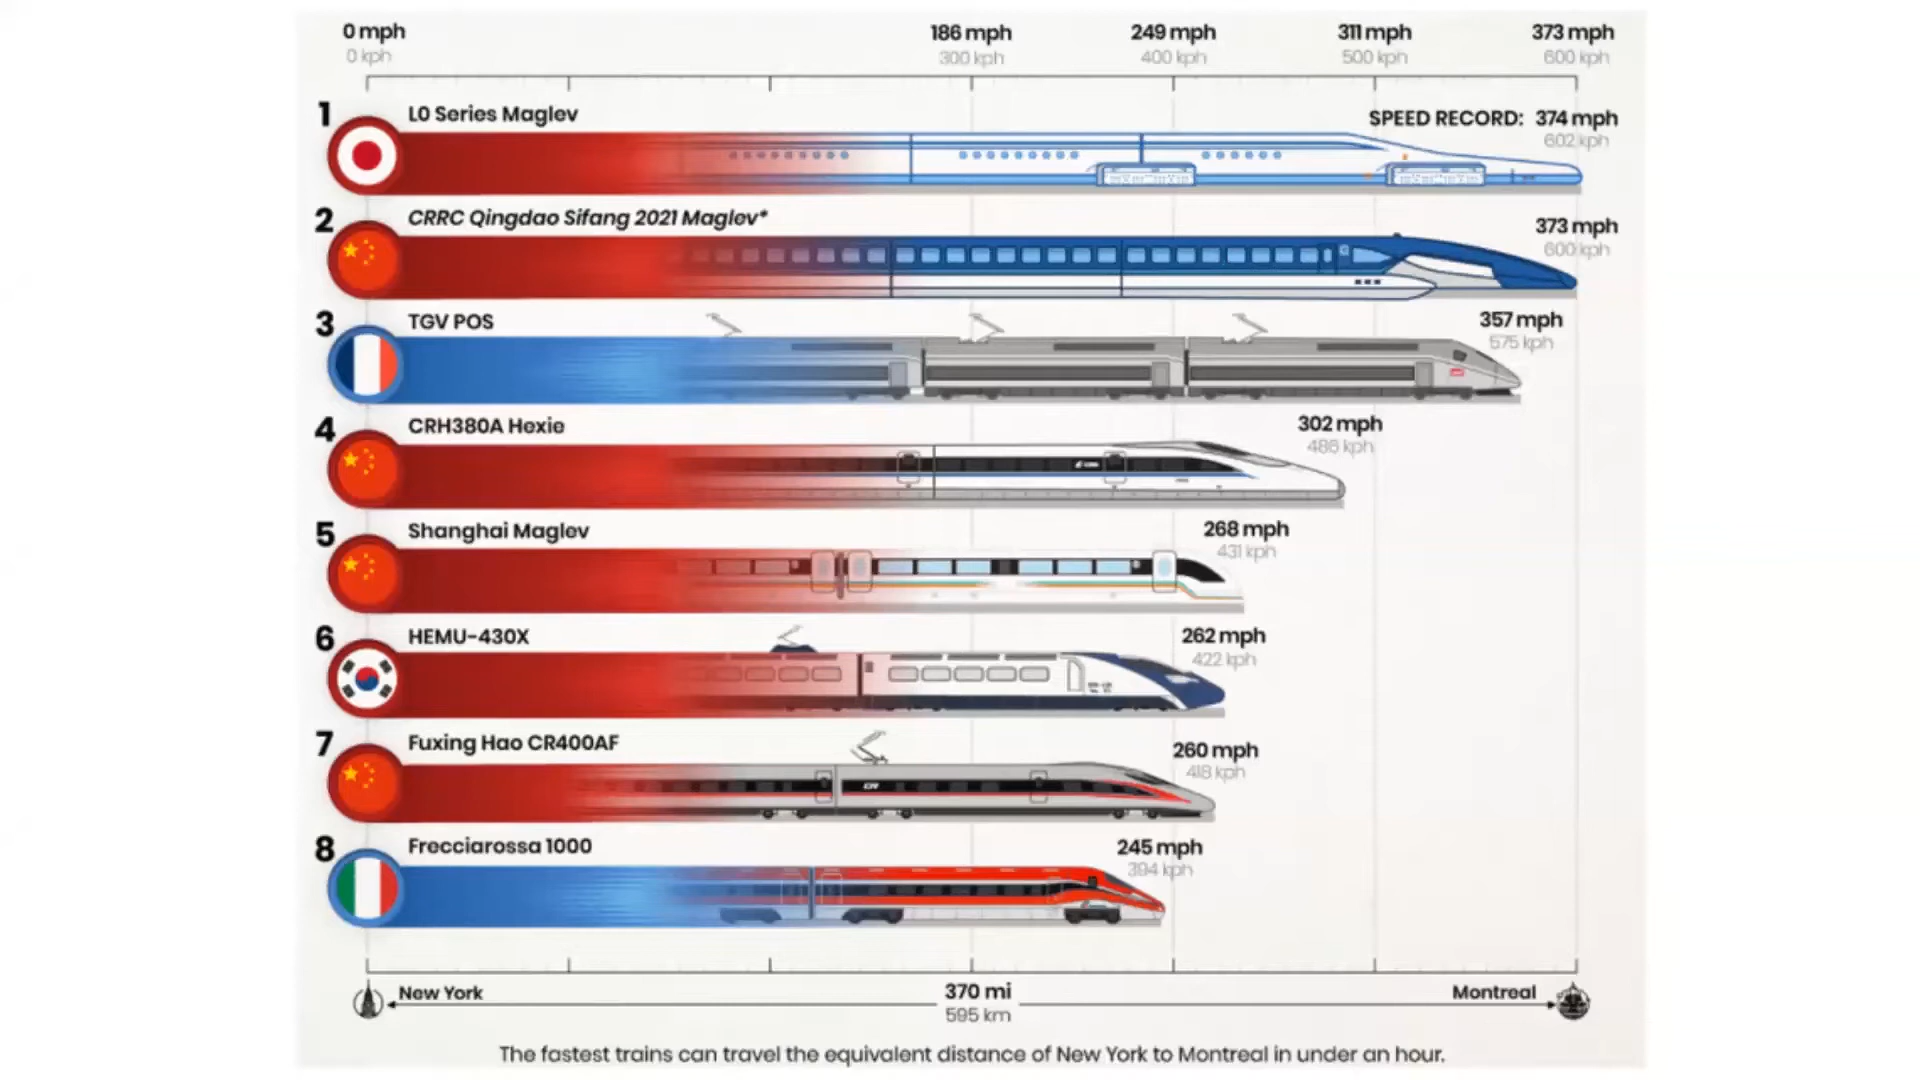 0 mph 186 mph 249 mph 311 mph 373 mph
0 kph 300 kph 400 kph 500 kph 600 kph
1 L0 Series Maglev SPEED RECORD: 374 mph
602 kph
2 CRRC Qingdao Sifang 2021 Maglev* 373 mph
600 kph
3 TGV POS 357 mph
575 kph
4 CRH380A Hexie 302 mph
486 kph
5 Shanghai Maglev 268 mph
431 kph
6 HEMU-430X 262 mph
422 kph
7 Fuxing Hao CR400AF 260 mph
418 kph
8 Frecciarossa 1000 245 mph
394 kph
New York 370 mi Montreal
595 km
The fastest trains can travel the equivalent distance of New York to Montreal in under an hour.